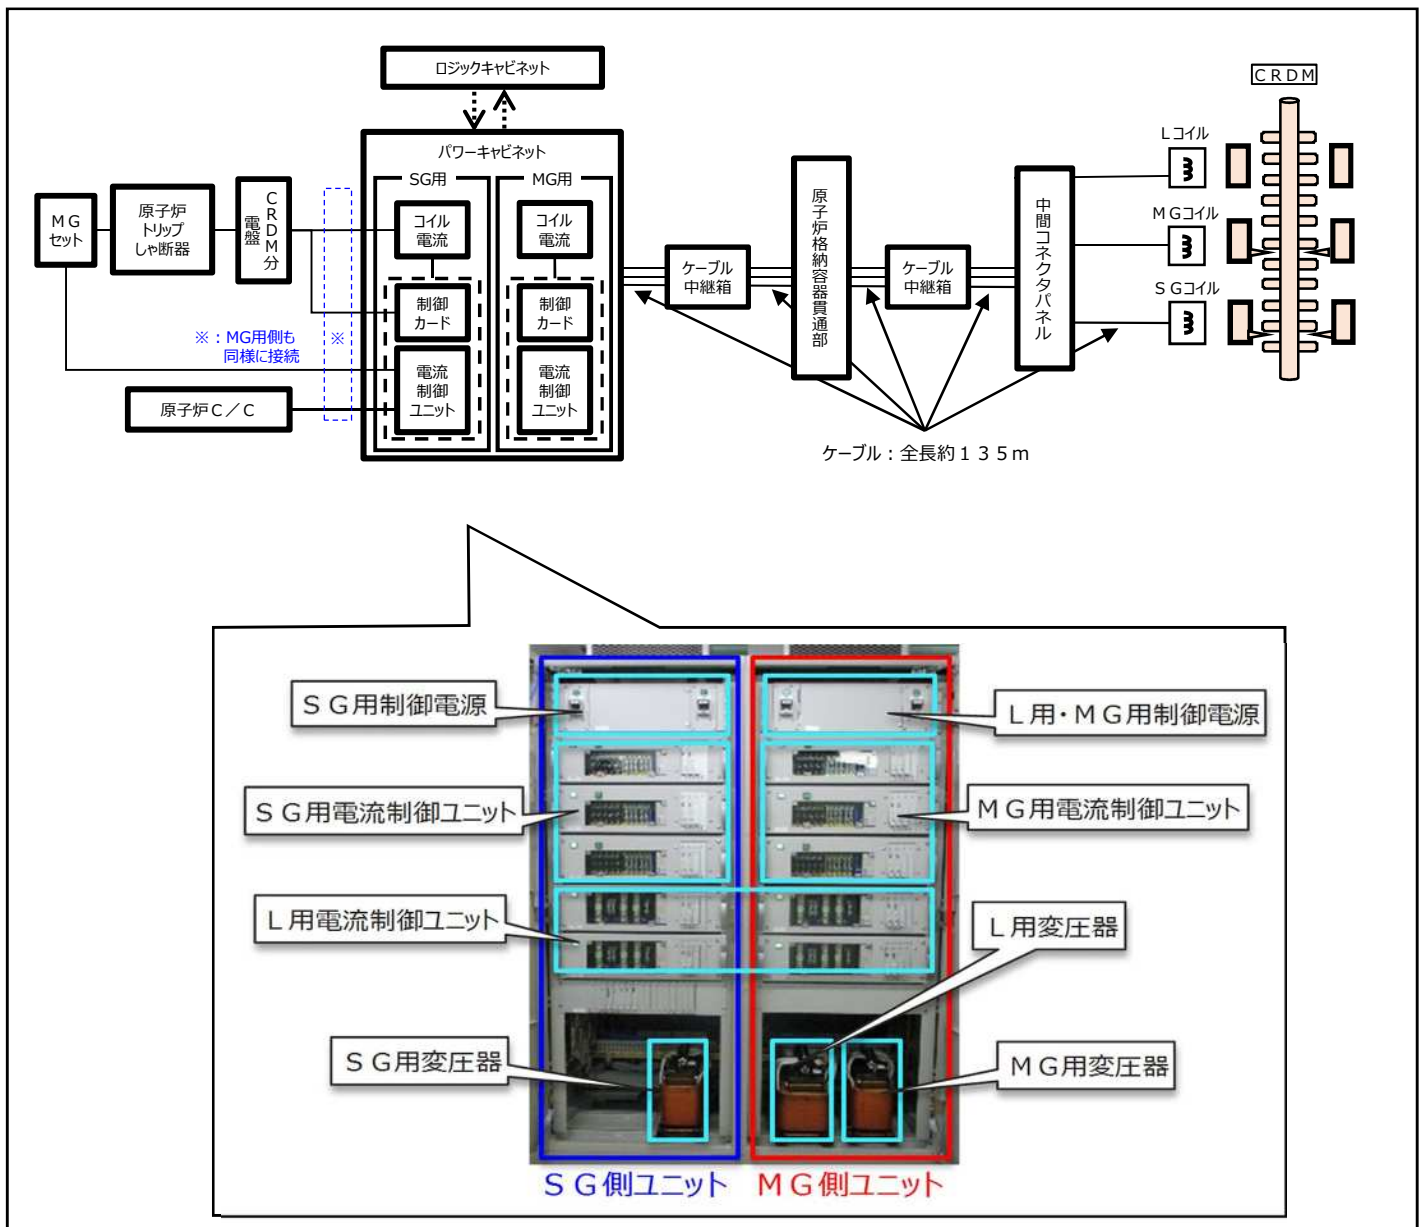 ロジックキャビネット
CRDM
パワーキャビネット
SG用
MG用
Lコイル
MGコイル
SGコイル
MG
セット
原子炉
トリップ
しゃ断器
CRDM分
電盤
コイル
電流
コイル
電流
制御
カード
制御
カード
電流
制御
ユニット
電流
制御
ユニット
※：MG用側も
同様に接続
※
原子炉C／C
ケーブル
中継箱
原子炉格納容器貫通部
ケーブル
中継箱
中間コネクタパネル
ケーブル：全長約１３５ｍ
ＳＧ用制御電源
Ｌ用・ＭＧ用制御電源
ＳＧ用電流制御ユニット
ＭＧ用電流制御ユニット
Ｌ用電流制御ユニット
Ｌ用変圧器
ＳＧ用変圧器
ＭＧ用変圧器
ＳＧ側ユニット
ＭＧ側ユニット